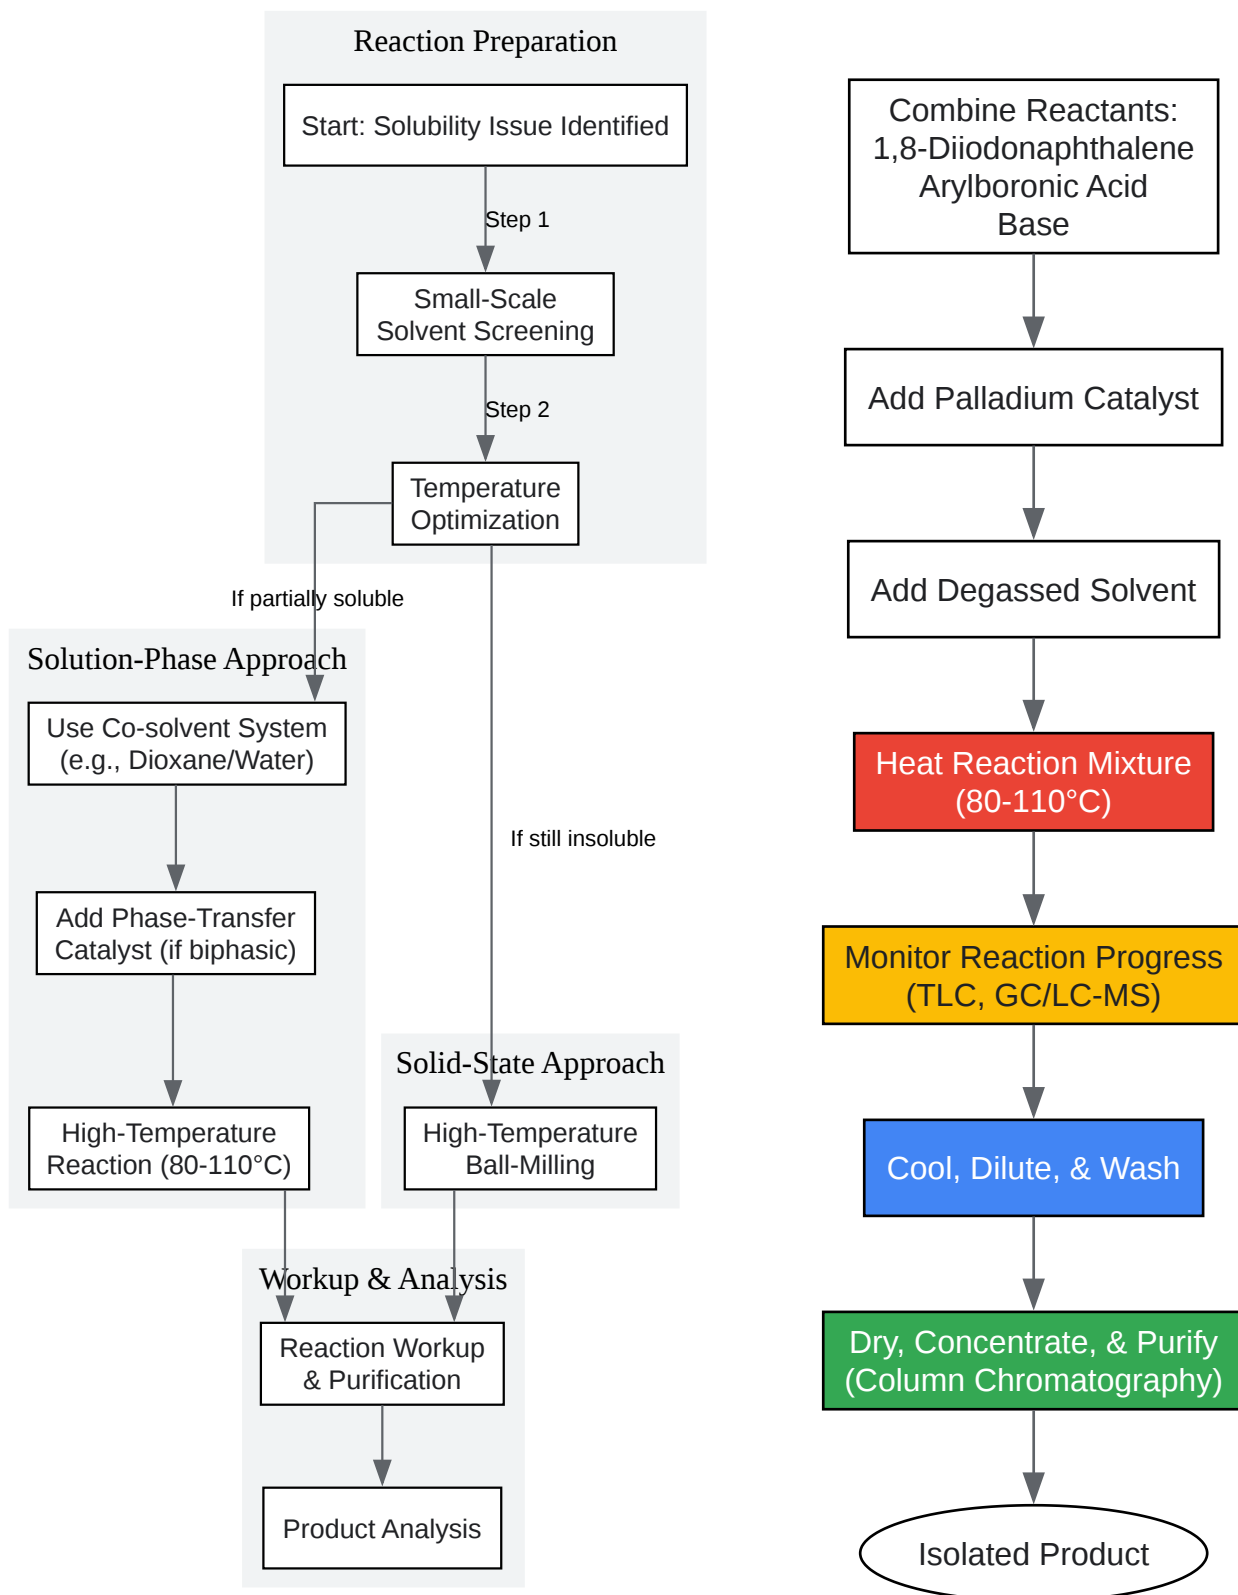 Reaction Preparation
Start: Solubility Issue Identified
Step 1
Small-Scale
Solvent Screening
Step 2
Temperature
Optimization
If partially soluble
If still insoluble
Solution-Phase Approach
Use Co-solvent System
(e.g., Dioxane/Water)
Add Phase-Transfer
Catalyst (if biphasic)
High-Temperature
Reaction (80-110°C)
Solid-State Approach
High-Temperature
Ball-Milling
Workup & Analysis
Reaction Workup
& Purification
Product Analysis
Combine Reactants:
1,8-Diiodonaphthalene
Arylboronic Acid
Base
Add Palladium Catalyst
Add Degassed Solvent
Heat Reaction Mixture
(80-110°C)
Monitor Reaction Progress
(TLC, GC/LC-MS)
Cool, Dilute, & Wash
Dry, Concentrate, & Purify
(Column Chromatography)
Isolated Product